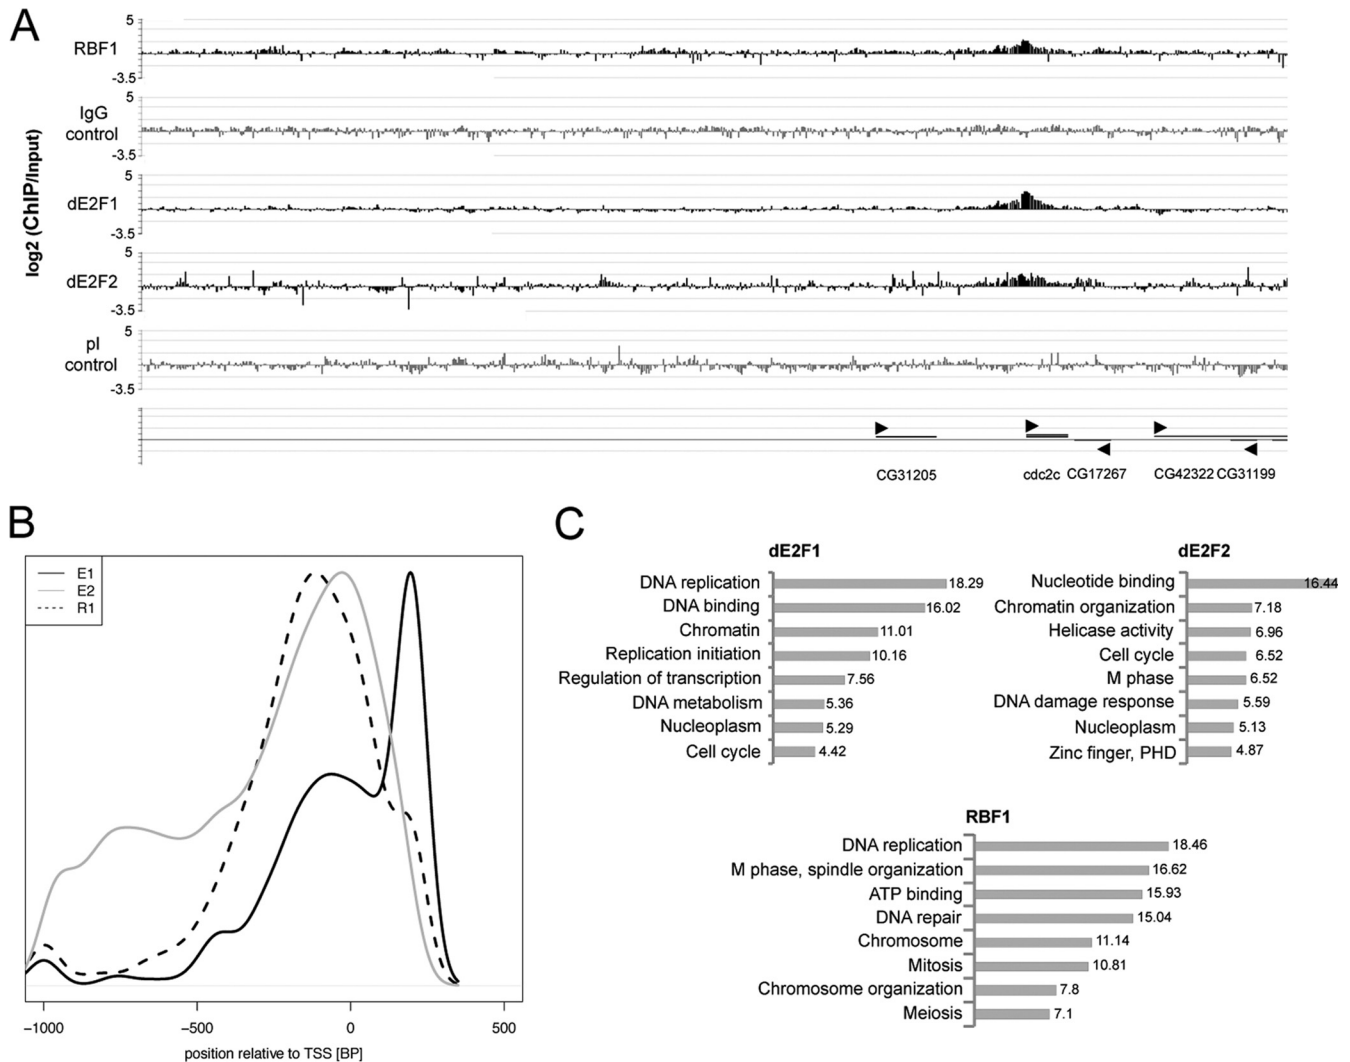 A
log2 (ChIP/Input)
RBF1
5
-3.5
IgG
control
5
-3.5
dE2F1
5
-3.5
dE2F2
5
-3.5
pI
control
5
-3.5
CG31205 cdc2c CG17267 CG42322 CG31199
B
E1
E2
R1
−1000 −500 0 500
position relative to TSS [BP]
C
dE2F1
DNA replication 18.29
DNA binding 16.02
Chromatin 11.01
Replication initiation 10.16
Regulation of transcription 7.56
DNA metabolism 5.36
Nucleoplasm 5.29
Cell cycle 4.42
dE2F2
Nucleotide binding 16.44
Chromatin organization 7.18
Helicase activity 6.96
Cell cycle 6.52
M phase 6.52
DNA damage response 5.59
Nucleoplasm 5.13
Zinc finger, PHD 4.87
RBF1
DNA replication 18.46
M phase, spindle organization 16.62
ATP binding 15.93
DNA repair 15.04
Chromosome 11.14
Mitosis 10.81
Chromosome organization 7.8
Meiosis 7.1